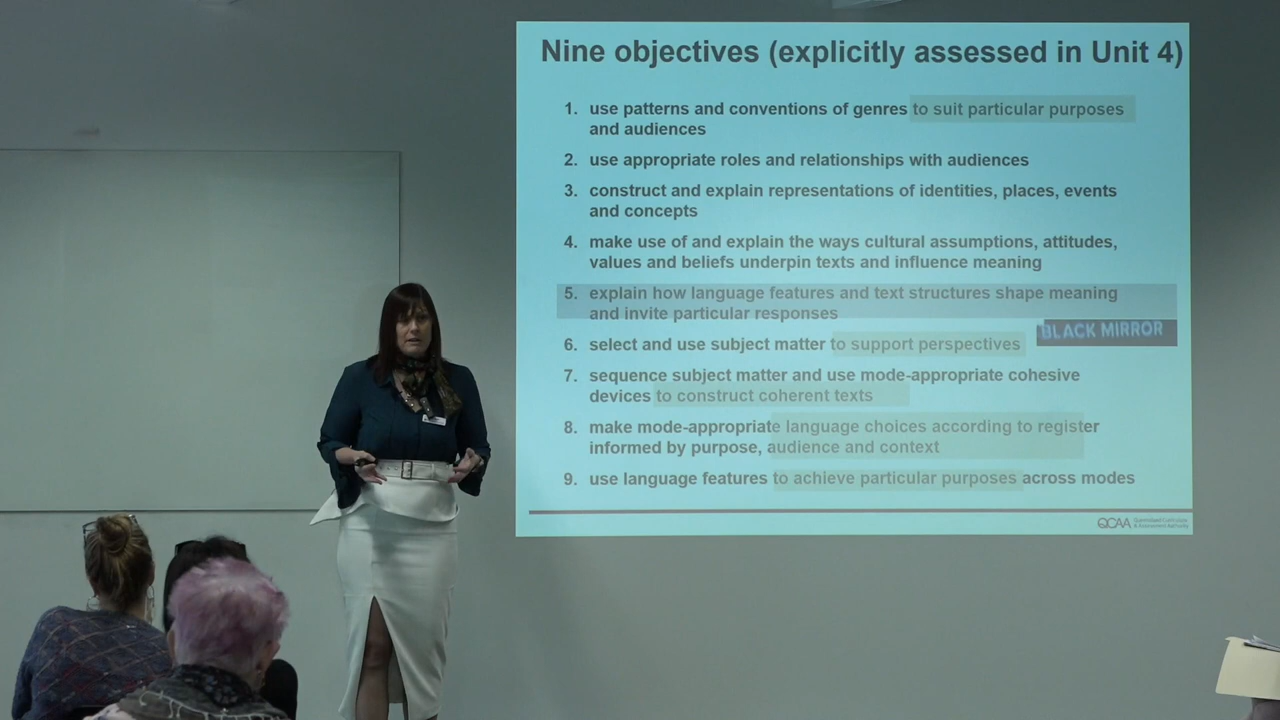 Nine objectives (explicitly assessed in Unit 4)
1. use patterns and conventions of genres to suit particular purposes
and audiences
2. use appropriate roles and relationships with audiences
3. construct and explain representations of identities, places, events
and concepts
4. make use of and explain the ways cultural assumptions, attitudes,
values and beliefs underpin texts and influence meaning
5. explain how language features and text structures shape meaning
and invite particular responses
BLACK MIRROR
6. select and use subject matter to support perspectives
7. sequence subject matter and use mode-appropriate cohesive
devices to construct coherent texts
8. make mode-appropriate language choices according to register
informed by purpose, audience and context
9. use language features to achieve particular purposes across modes
QCAA Queensland Curriculum
& Assessment Authority